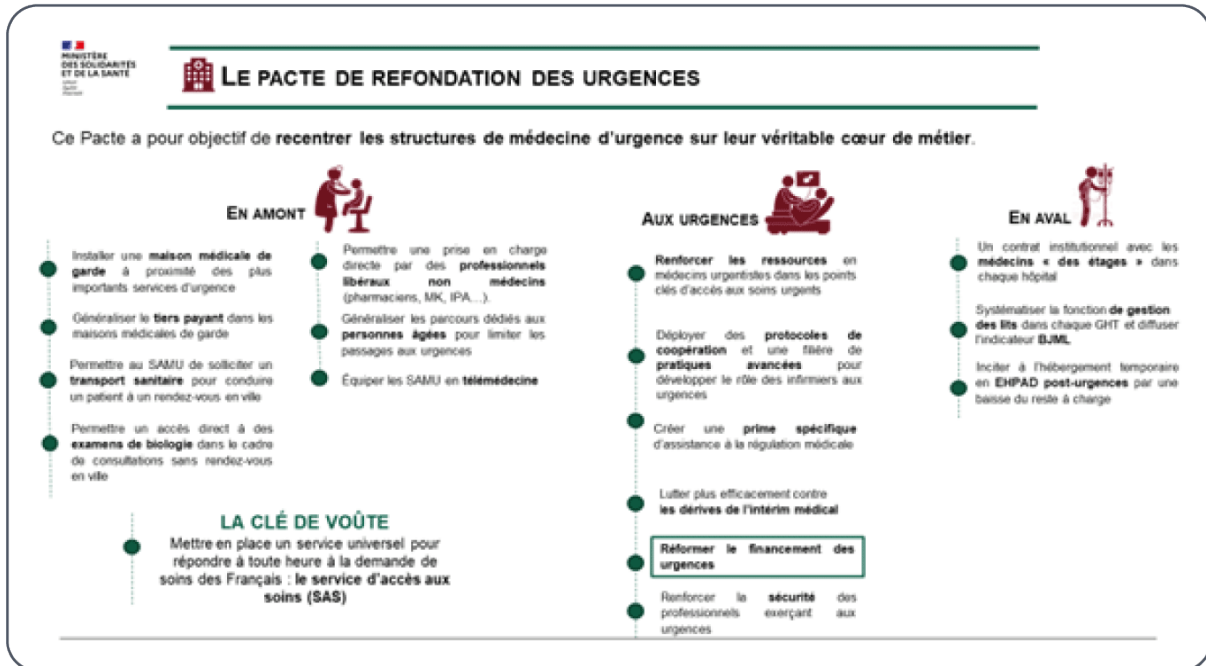 MINISTÈRE
DES SOLIDARITÉS
ET DE LA SANTÉ
LE PACTE DE REFONDATION DES URGENCES
Ce Pacte a pour objectif de recentrer les structures de médecine d'urgence sur leur véritable cœur de métier.
EN AMONT
Installer une maison médicale de
garde à proximité des plus
importants services d'urgence
Généraliser le tiers payant dans les
maisons médicales de garde
Permettre au SAMU de solliciter un
transport sanitaire pour conduire
un patient à un rendez-vous en ville
Permettre un accès direct à des
examens de biologie dans le cadre
de consultations sans rendez-vous
en ville
Permettre une prise en charge
directe par des professionnels
libéraux non médecins
(pharmaciens, MK, IPA…).
Généraliser les parcours dédiés aux
personnes âgées pour limiter les
passages aux urgences
Équiper les SAMU en télémédecine
LA CLÉ DE VOÛTE
Mettre en place un service universel pour
répondre à toute heure à la demande de
soins des Français : le service d'accès aux
soins (SAS)
AUX URGENCES
Renforcer les ressources en
médecins urgentistes dans les points
clés d'accès aux soins urgents
Déployer des protocoles de
coopération et une filière de
pratiques avancées pour
développer le rôle des infirmiers aux
urgences
Créer une prime spécifique
d'assistance à la régulation médicale
Lutter plus efficacement contre
les dérives de l'intérim médical
Réformer le financement des
urgences
Renforcer la sécurité des
professionnels exerçant aux
urgences
EN AVAL
Un contrat institutionnel avec les
médecins « des étages » dans
chaque hôpital
Systématiser la fonction de gestion
des lits dans chaque GHT et diffuser
l'indicateur BJML
Inciter à l'hébergement temporaire
en EHPAD post-urgences par une
baisse du reste à charge